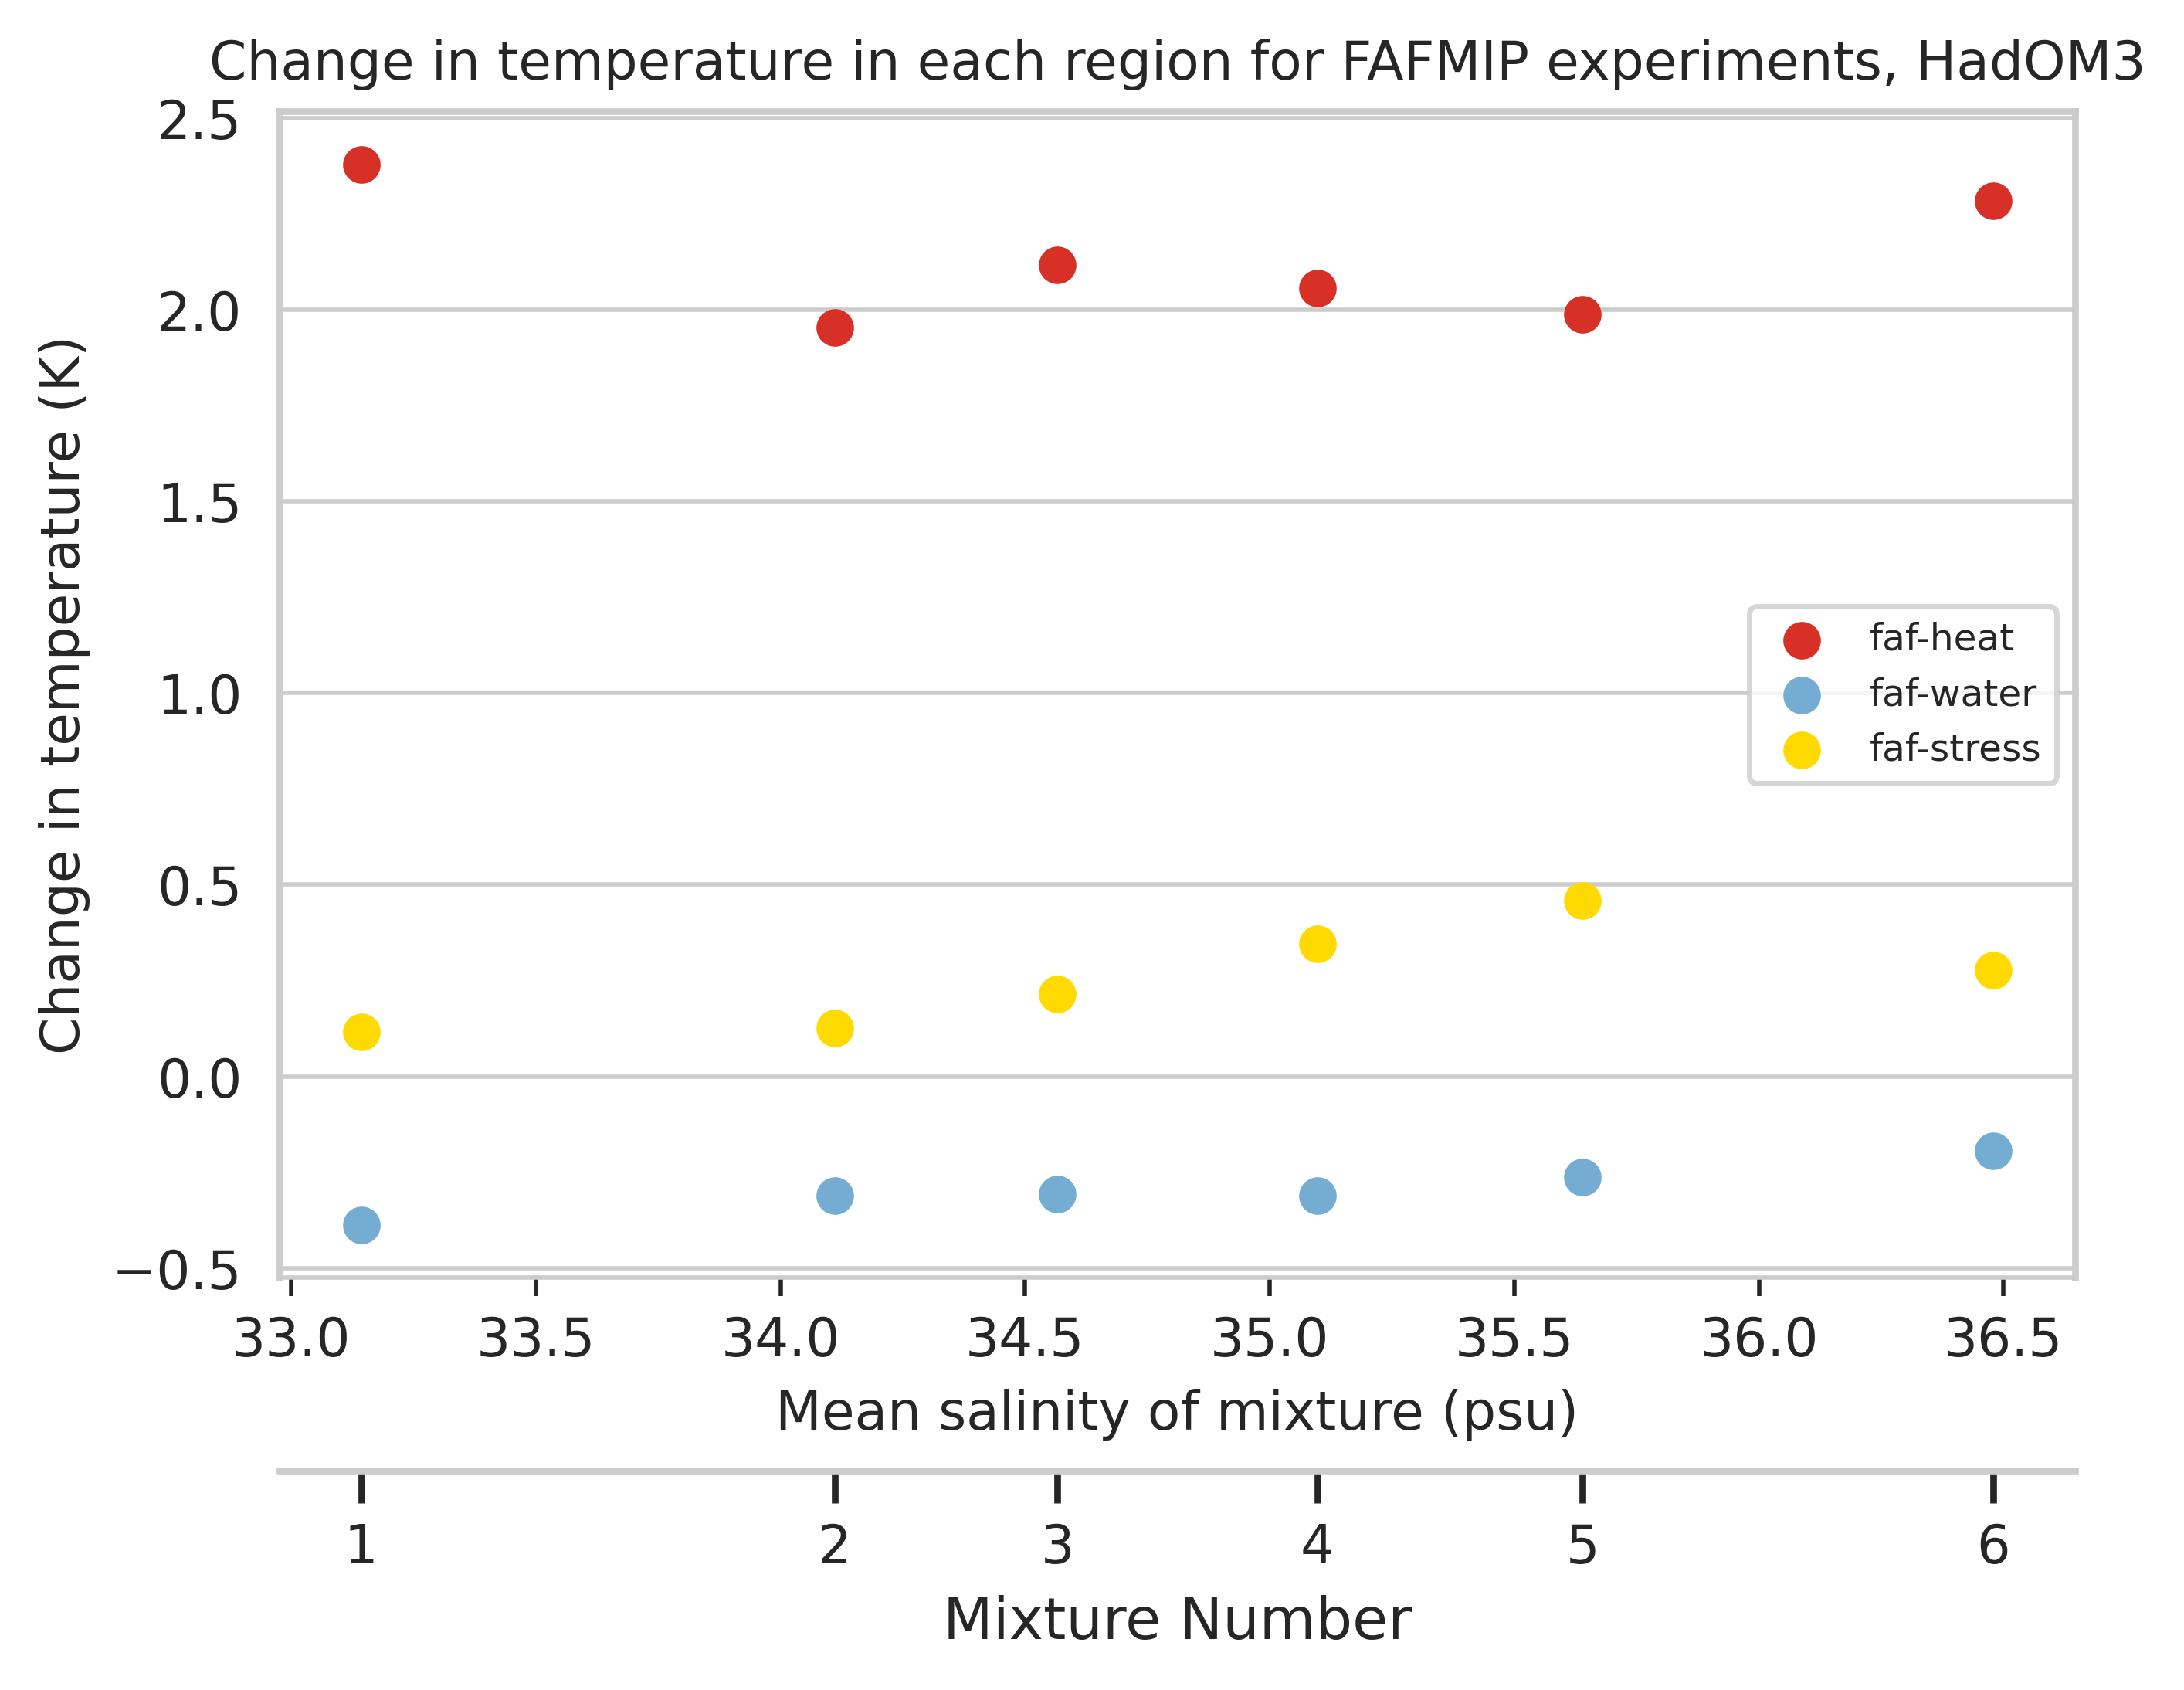 Change in temperature in each region for FAFMIP experiments, HadOM3
Change in temperature (K)
2.5
2.0
1.5
1.0
0.5
0.0
−0.5
faf-heat
faf-water
faf-stress
33.0 33.5 34.0 34.5 35.0 35.5 36.0 36.5
Mean salinity of mixture (psu)
1 2 3 4 5 6
Mixture Number